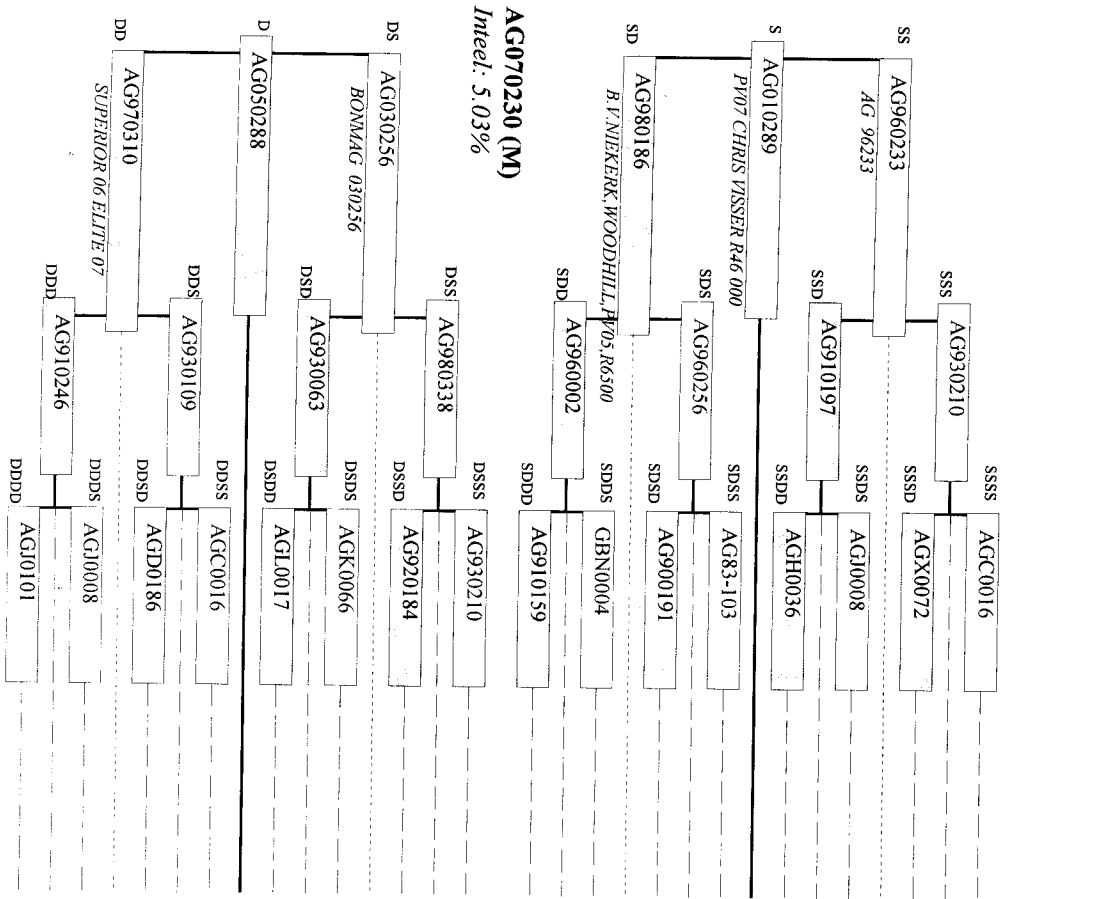 AG070230 (M)
Inteel: 5.03%
SS
AG960233
AG 96233
S
AG010289
PV07 CHRIS VISSER R46 000
SD
AG980186
B.V.NIEKERK,WOODHILL,PV05,R6500
DS
AG030256
BONMAG 030256
D
AG050288
DD
AG970310
SUPERIOR 06 ELITE 07
SSS
AG930210
SSD
AG910197
SDS
AG960256
SDD
AG960002
DSS
AG980338
DSD
AG930063
DDS
AG930109
DDD
AG910246
SSSS
AGC0016
SSSD
AGX0072
SSDS
AGJ0008
SSDD
AGH0036
SDSS
AG83-103
SDSD
AG900191
SDDS
GBN0004
SDDD
AG910159
DSSS
AG930210
DSSD
AG920184
DSDS
AGK0066
DSDD
AGL0017
DDSS
AGC0016
DDSD
AGD0186
DDDS
AGJ0008
DDDD
AGI0101